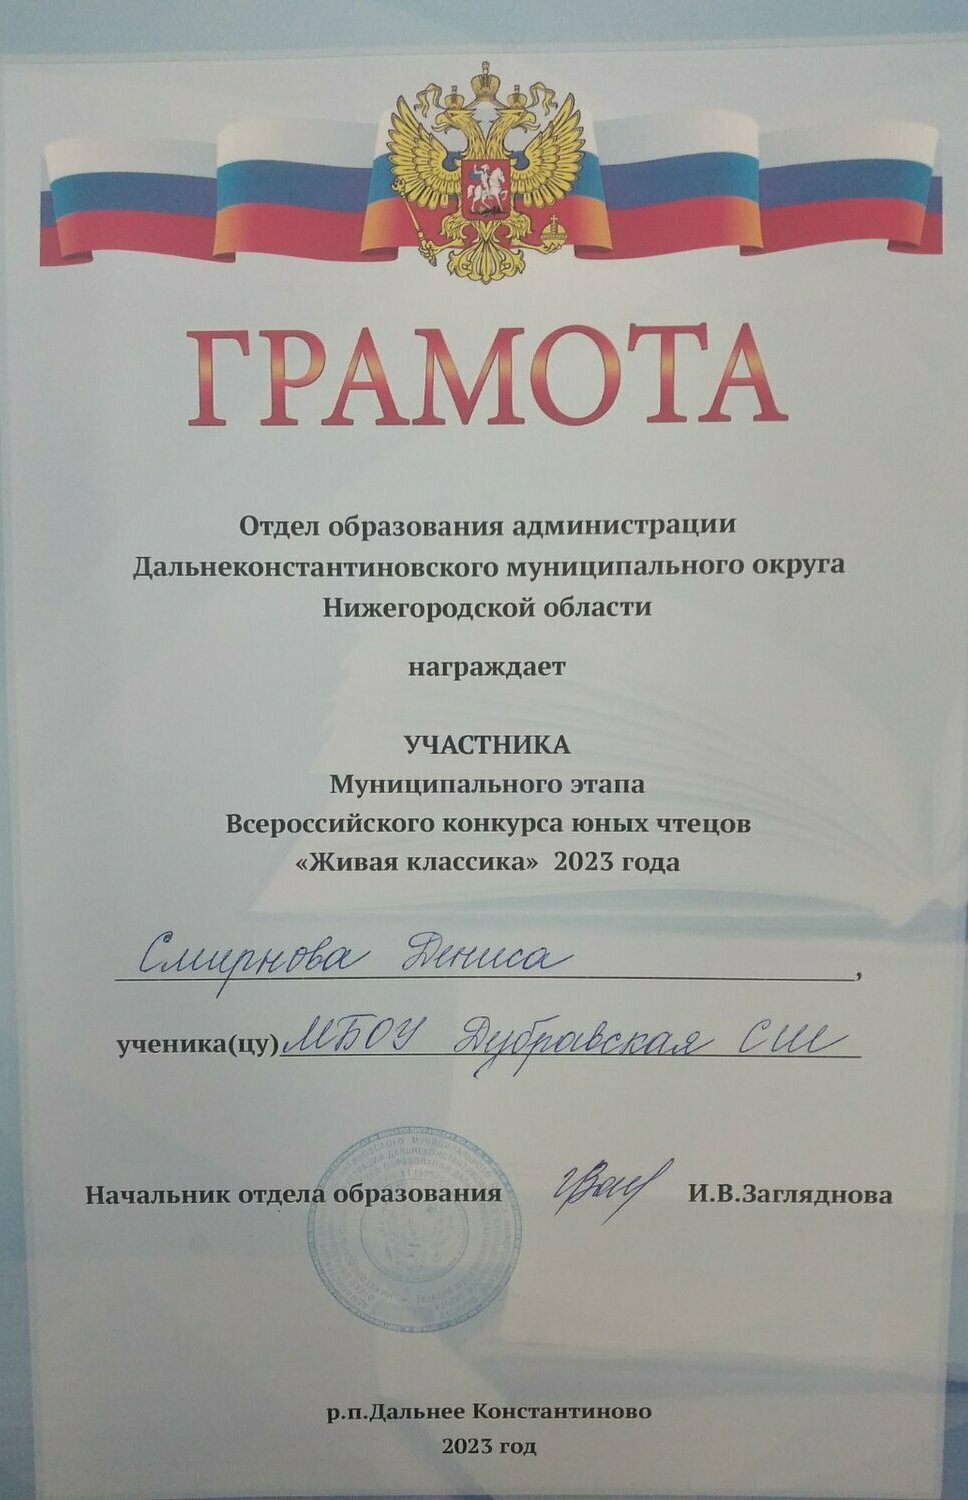 ГРАМОТА
Отдел образования администрации
Дальнеконстантиновского муниципального округа
Нижегородской области
награждает
УЧАСТНИКА
Муниципального этапа
Всероссийского конкурса юных чтецов
«Живая классика» 2023 года
Смирнова Дениса,
ученика(цу) МБОУ Дубравская СШ
Начальник отдела образования И.В.Загляднова
р.п.Дальнее Константиново
2023 год